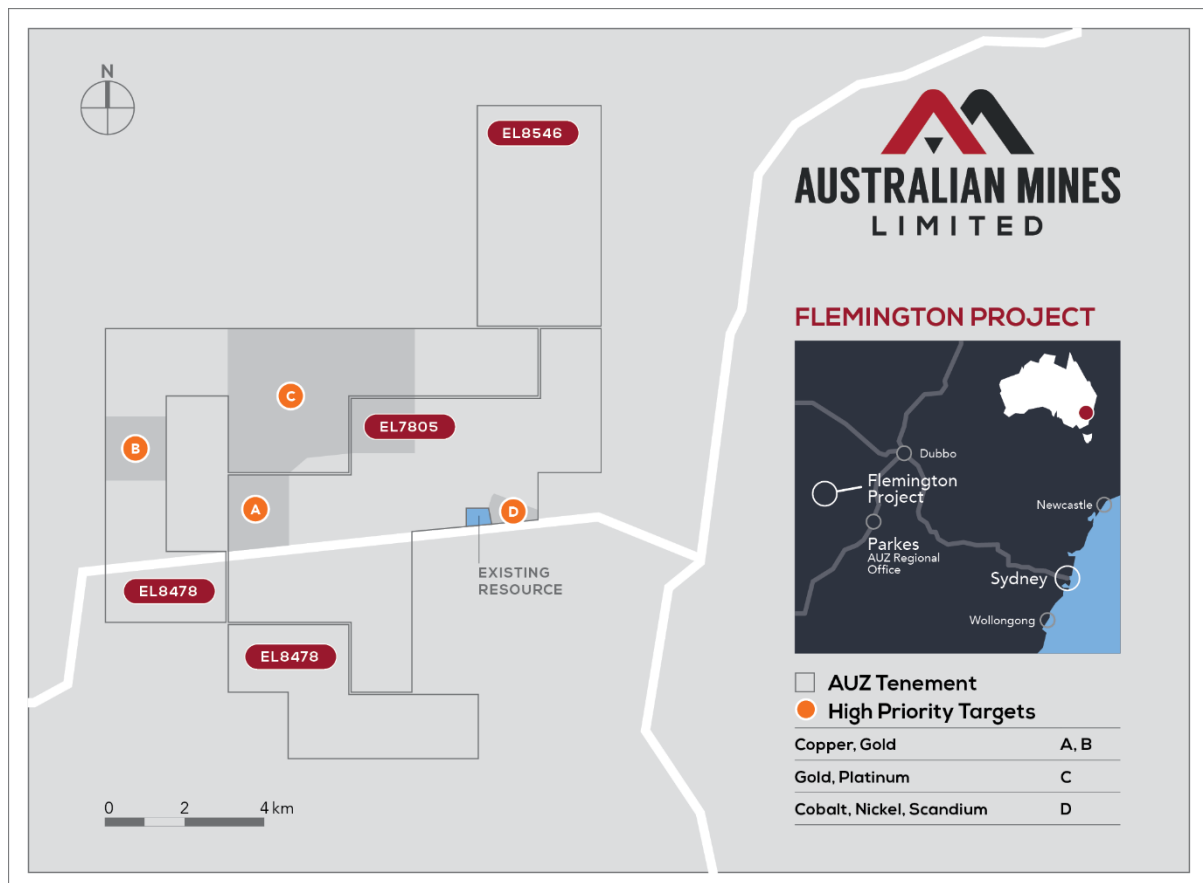 N
EL8546
AUSTRALIAN MINES
LIMITED
FLEMINGTON PROJECT
C
EL7805
B
A
D
EXISTING
RESOURCE
EL8478
EL8478
0 2 4 km
Dubbo
Flemington
Project
Newcastle
Parkes
AUZ Regional
Office
Sydney
Wollongong
AUZ Tenement
High Priority Targets
Copper, Gold A, B
Gold, Platinum C
Cobalt, Nickel, Scandium D